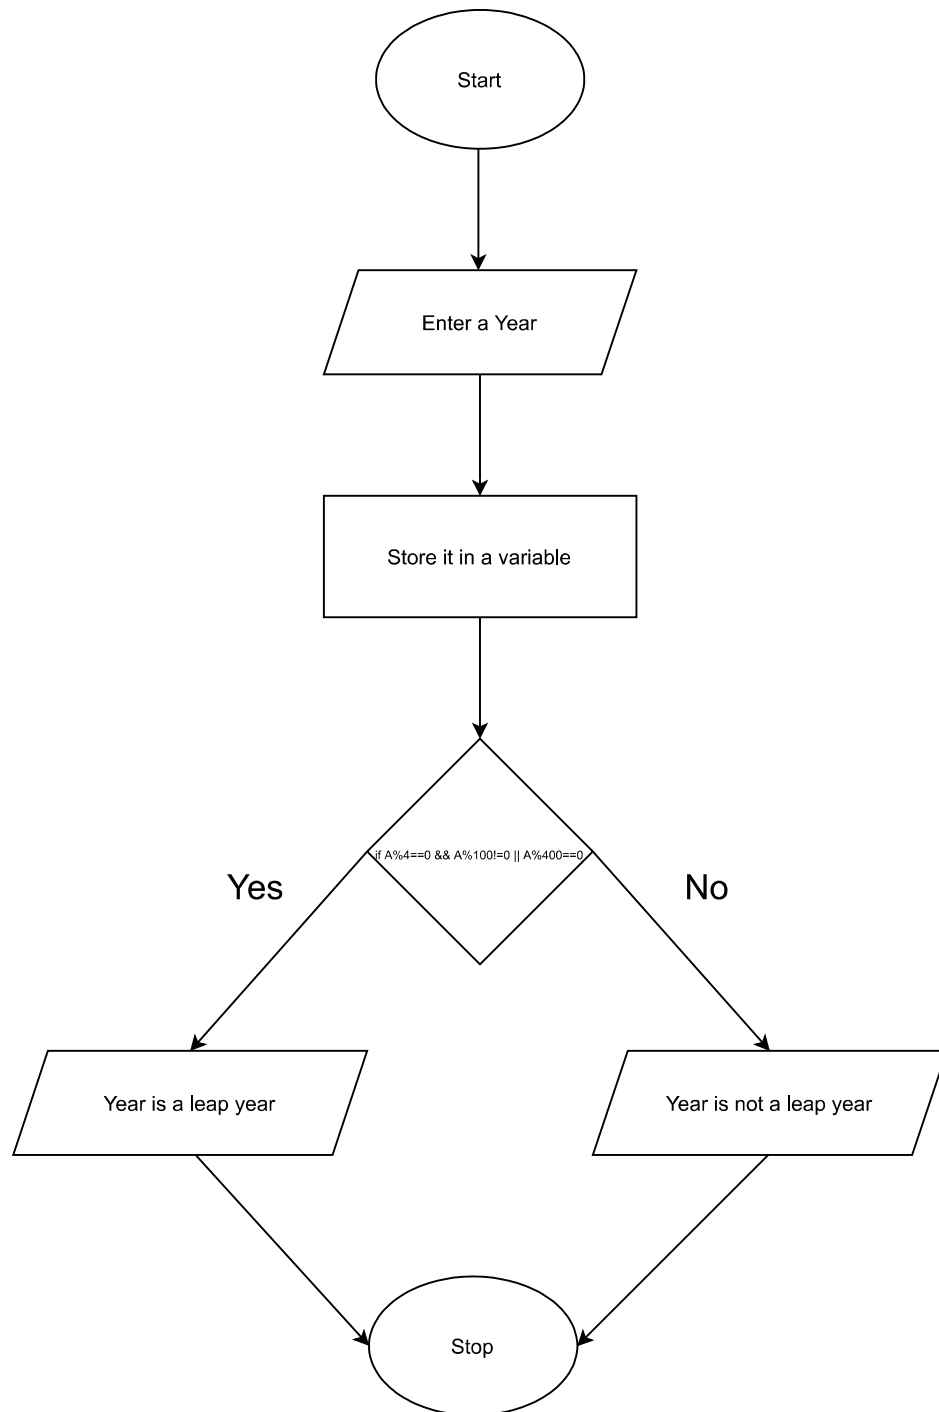 Start
Enter a Year
Store it in a variable
if A%4==0 && A%100!=0 || A%400==0
Yes
No
Year is a leap year
Year is not a leap year
Stop